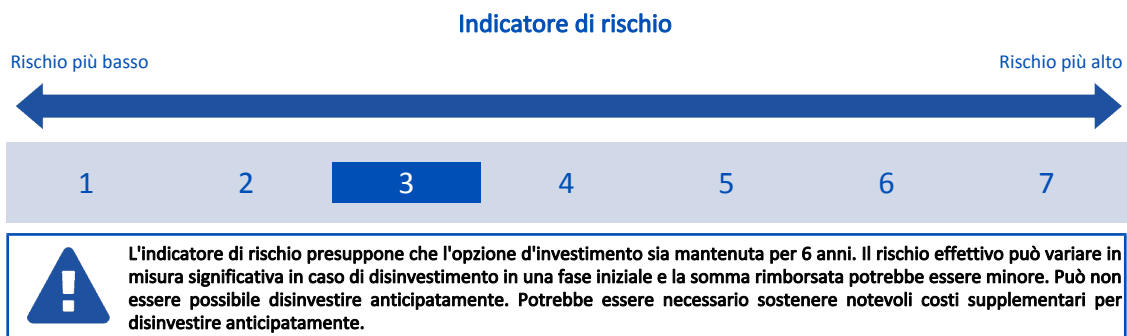 Indicatore di rischio
Rischio più basso
Rischio più alto
1 2 3 4 5 6 7
L'indicatore di rischio presuppone che l'opzione d'investimento sia mantenuta per 6 anni. Il rischio effettivo può variare in
misura significativa in caso di disinvestimento in una fase iniziale e la somma rimborsata potrebbe essere minore. Può non
essere possibile disinvestire anticipatamente. Potrebbe essere necessario sostenere notevoli costi supplementari per
disinvestire anticipatamente.